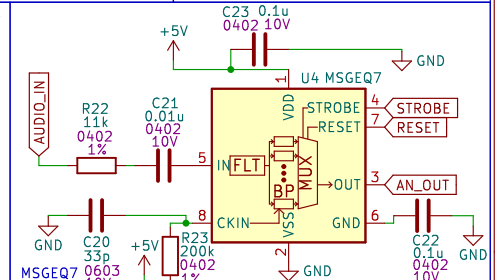 C23 0.1u
0402 10V
+5V
GND
U4 MSGEQ7
1
VDD
AUDIO_IN
R22
11k
0402
1%
C21
0.01u
0402
10V
5
IN
FLT
MUX
BP
STROBE
4
STROBE
RESET
7
RESET
OUT
3
AN_OUT
8
CKIN
VSS
GND
6
2
GND
GND
C20
33p
0603
+5V
R23
200k
0402
1%
C22
0.1u
0402
10V
GND
MSGEQ7